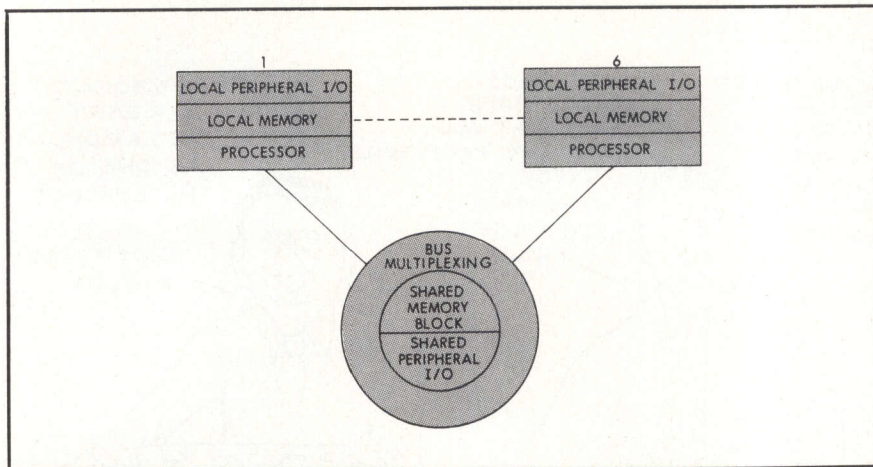 1
LOCAL PERIPHERAL I/O
LOCAL MEMORY
PROCESSOR
6
LOCAL PERIPHERAL I/O
LOCAL MEMORY
PROCESSOR
BUS
MULTIPLEXING
SHARED
MEMORY
BLOCK
SHARED
PERIPHERAL
I/O